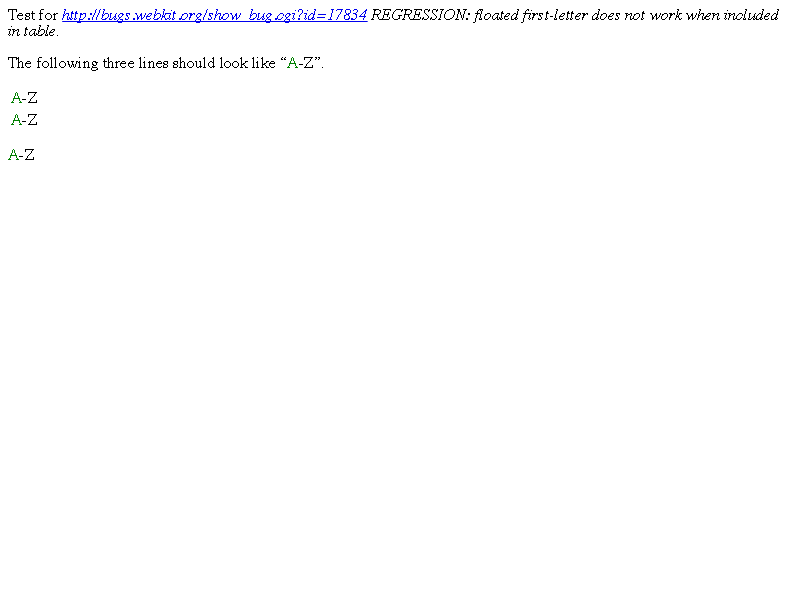 Test for http://bugs.webkit.org/show_bug.cgi?id=17834 REGRESSION: floated first-letter does not work when included
in table.
The following three lines should look like “A-Z”.
A-Z
A-Z
A-Z